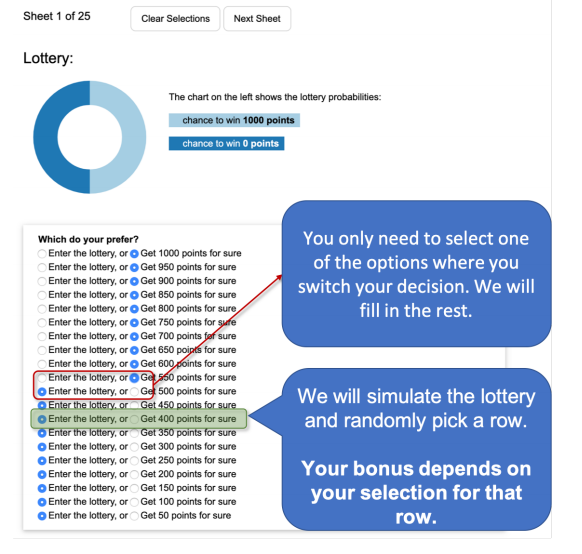 Sheet 1 of 25
Clear Selections
Next Sheet
Lottery:
The chart on the left shows the lottery probabilities:
chance to win 1000 points
chance to win 0 points
Which do your prefer?
Enter the lottery, or Get 1000 points for sure
Enter the lottery, or Get 950 points for sure
Enter the lottery, or Get 900 points for sure
Enter the lottery, or Get 850 points for sure
Enter the lottery, or Get 800 points for sure
Enter the lottery, or Get 750 points for sure
Enter the lottery, or Get 700 points for sure
Enter the lottery, or Get 650 points for sure
Enter the lottery, or Get 600 points for sure
Enter the lottery, or Get 550 points for sure
Enter the lottery, or Get 500 points for sure
Enter the lottery, or Get 450 points for sure
Enter the lottery, or Get 400 points for sure
Enter the lottery, or Get 350 points for sure
Enter the lottery, or Get 300 points for sure
Enter the lottery, or Get 250 points for sure
Enter the lottery, or Get 200 points for sure
Enter the lottery, or Get 150 points for sure
Enter the lottery, or Get 100 points for sure
Enter the lottery, or Get 50 points for sure
You only need to select one
of the options where you
switch your decision. We will
fill in the rest.
We will simulate the lottery
and randomly pick a row.
Your bonus depends on
your selection for that
row.